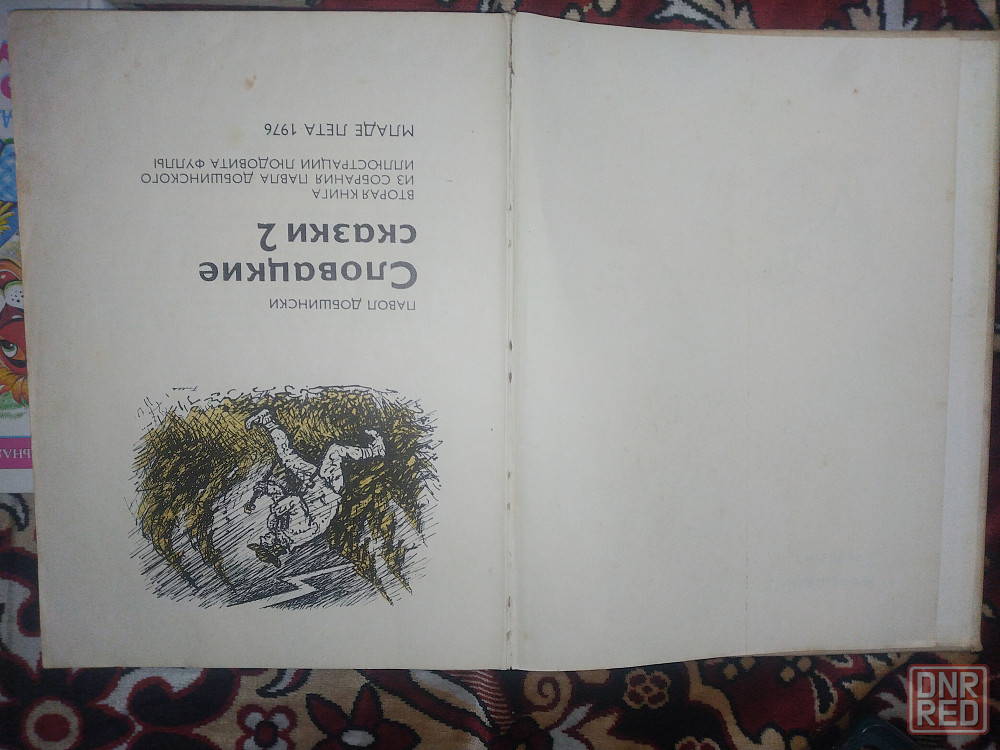 ПАВОЛ ДОБШИНСКИ
Словацкие
сказки 2
ВТОРАЯ КНИГА
ИЗ СОБРАНИЯ ПАВЛА ДОБШИНСКОГО
ИЛЛЮСТРАЦИИ ЛЮДОВИТА ФУЛЛЫ
МЛАДЕ ЛЕТА 1976
DNR
RED